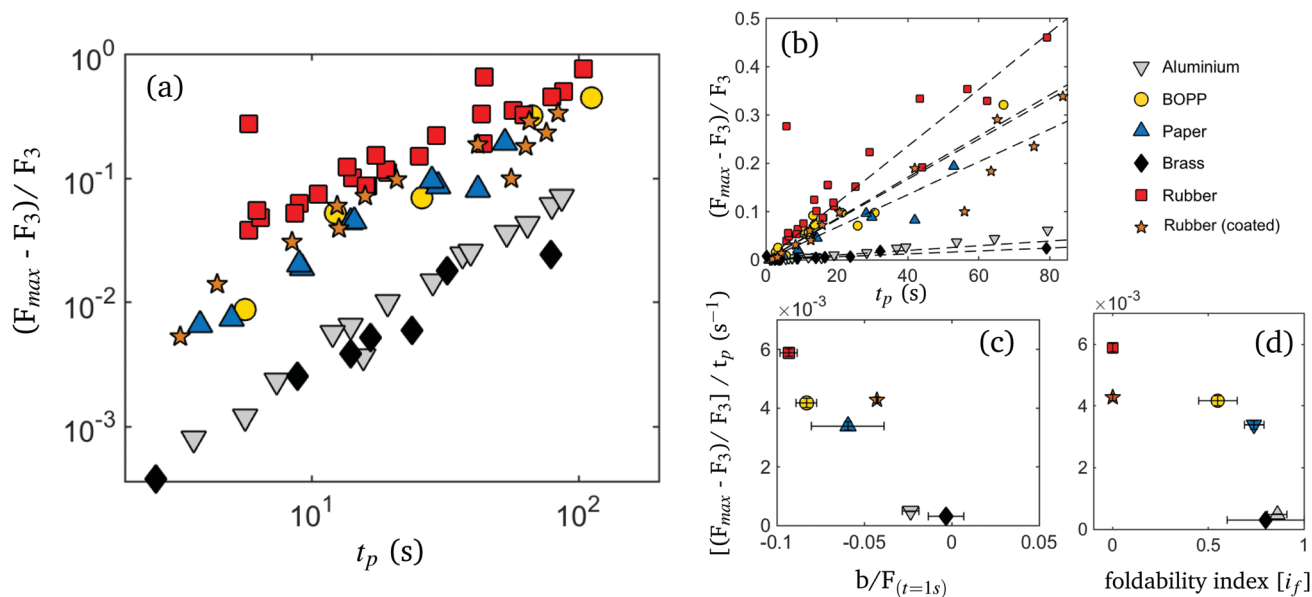 (a)
(F_max - F_3)/ F_3
10^0
10^-1
10^-2
10^-3
10^1
10^2
t_p (s)
(b)
(F_max - F_3)/ F_3
0.5
0.4
0.3
0.2
0.1
0
0
20
40
60
80
t_p (s)
Aluminium
BOPP
Paper
Brass
Rubber
Rubber (coated)
(c)
[(F_max - F_3)/ F_3] / t_p (s^-1)
×10^-3
6
4
2
0
-0.1
-0.05
0
0.05
b/F_(t=1s)
(d)
×10^-3
6
4
2
0
0
0.5
1
foldability index [i_f]